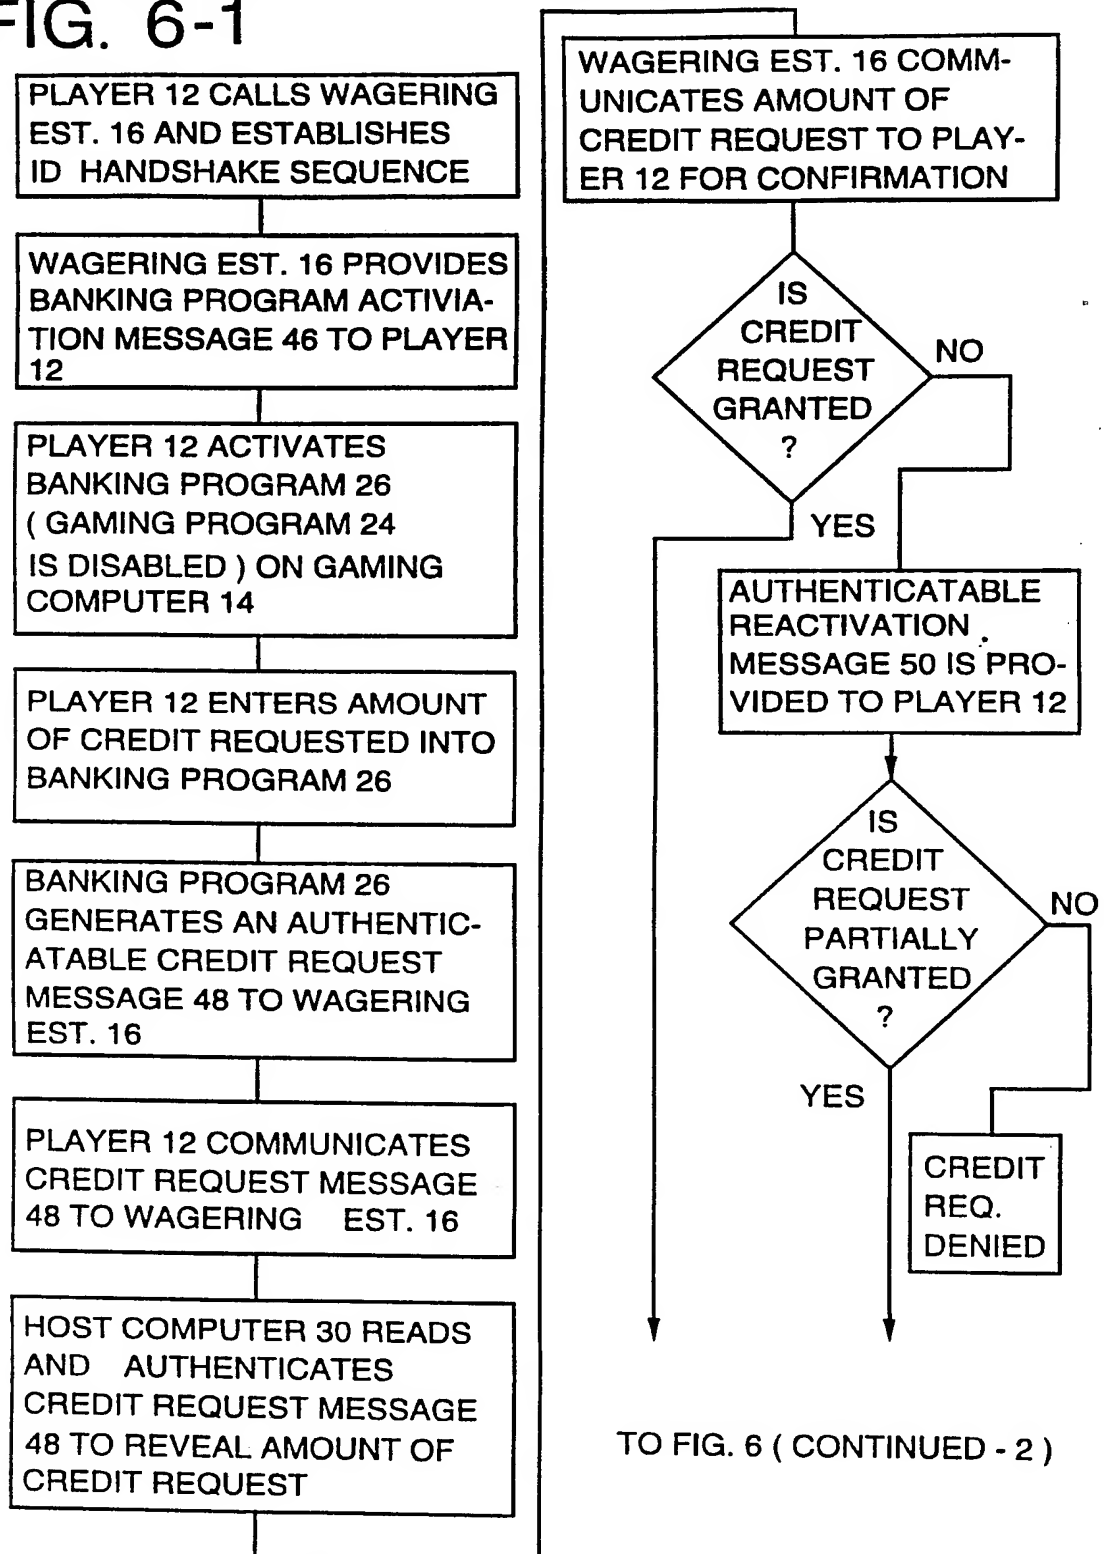 FIG. 6-1
PLAYER 12 CALLS WAGERING
EST. 16 AND ESTABLISHES
ID HANDSHAKE SEQUENCE
WAGERING EST. 16 PROVIDES
BANKING PROGRAM ACTIVIA-
TION MESSAGE 46 TO PLAYER
12
PLAYER 12 ACTIVATES
BANKING PROGRAM 26
( GAMING PROGRAM 24
IS DISABLED ) ON GAMING
COMPUTER 14
PLAYER 12 ENTERS AMOUNT
OF CREDIT REQUESTED INTO
BANKING PROGRAM 26
BANKING PROGRAM 26
GENERATES AN AUTHENTIC-
ATABLE CREDIT REQUEST
MESSAGE 48 TO WAGERING
EST. 16
PLAYER 12 COMMUNICATES
CREDIT REQUEST MESSAGE
48 TO WAGERING EST. 16
HOST COMPUTER 30 READS
AND AUTHENTICATES
CREDIT REQUEST MESSAGE
48 TO REVEAL AMOUNT OF
CREDIT REQUEST
WAGERING EST. 16 COMM-
UNICATES AMOUNT OF
CREDIT REQUEST TO PLAY-
ER 12 FOR CONFIRMATION
IS
CREDIT
REQUEST
GRANTED
?
NO
YES
AUTHENTICATABLE
REACTIVATION
MESSAGE 50 IS PRO-
VIDED TO PLAYER 12
IS
CREDIT
REQUEST
PARTIALLY
GRANTED
?
NO
YES
CREDIT
REQ.
DENIED
TO FIG. 6 ( CONTINUED - 2 )